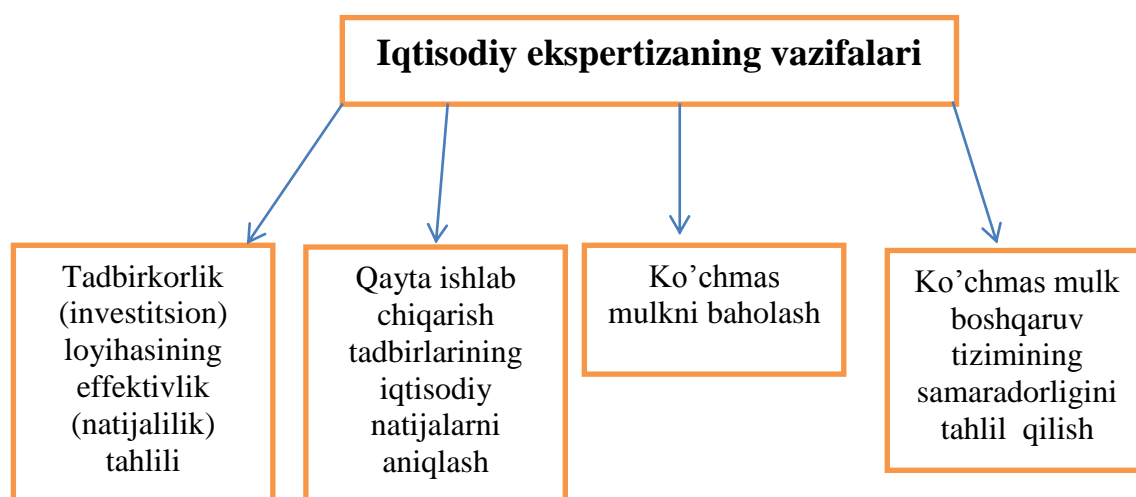 Iqtisodiy ekspertizaning vazifalari
Tadbirkorlik
(investitsion)
loyihasining
effektivlik
(natijalilik)
tahlili
Qayta ishlab
chiqarish
tadbirlarining
iqtisodiy
natijalarni
aniqlash
Ko’chmas
mulkni baholash
Ko’chmas mulk
boshqaruv
tizimining
samaradorligini
tahlil qilish